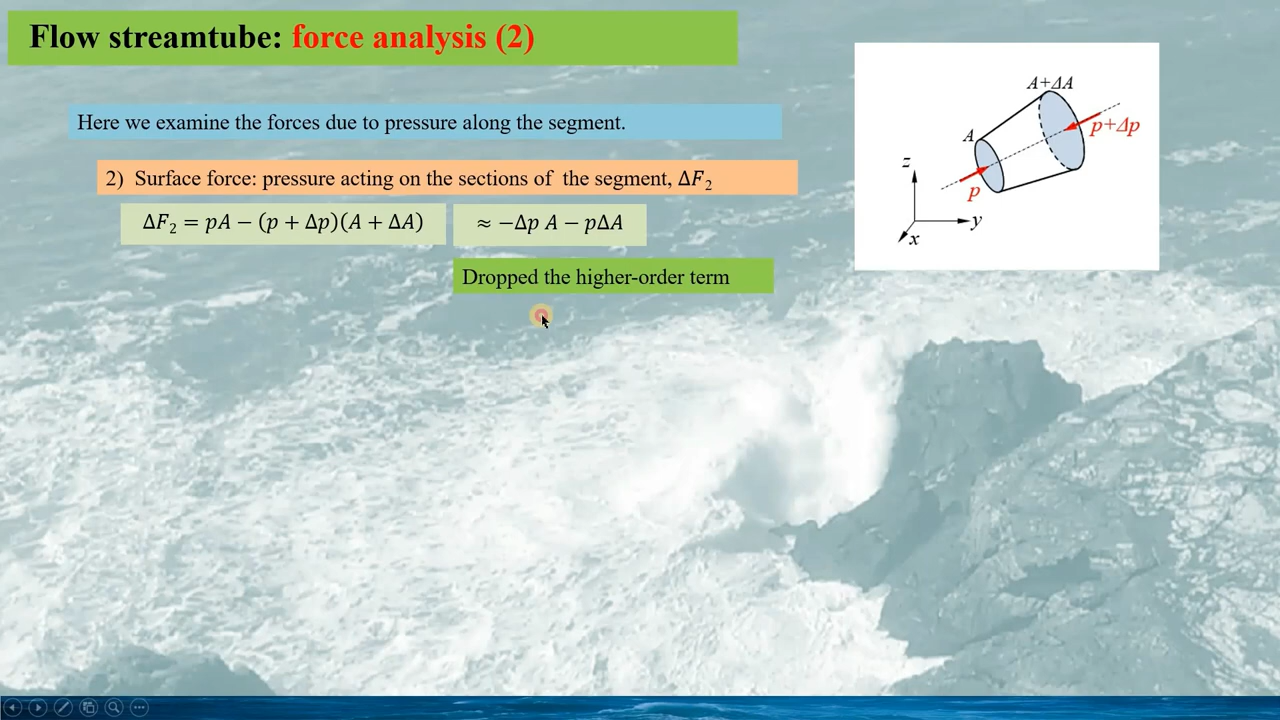 Flow streamtube: force analysis (2)
Here we examine the forces due to pressure along the segment.
2) Surface force: pressure acting on the sections of the segment, ΔF₂
ΔF₂ = pA − (p + Δp)(A + ΔA)
≈ −Δp A − pΔA
Dropped the higher-order term
A+ΔA
p+Δp
A
z
p
y
x